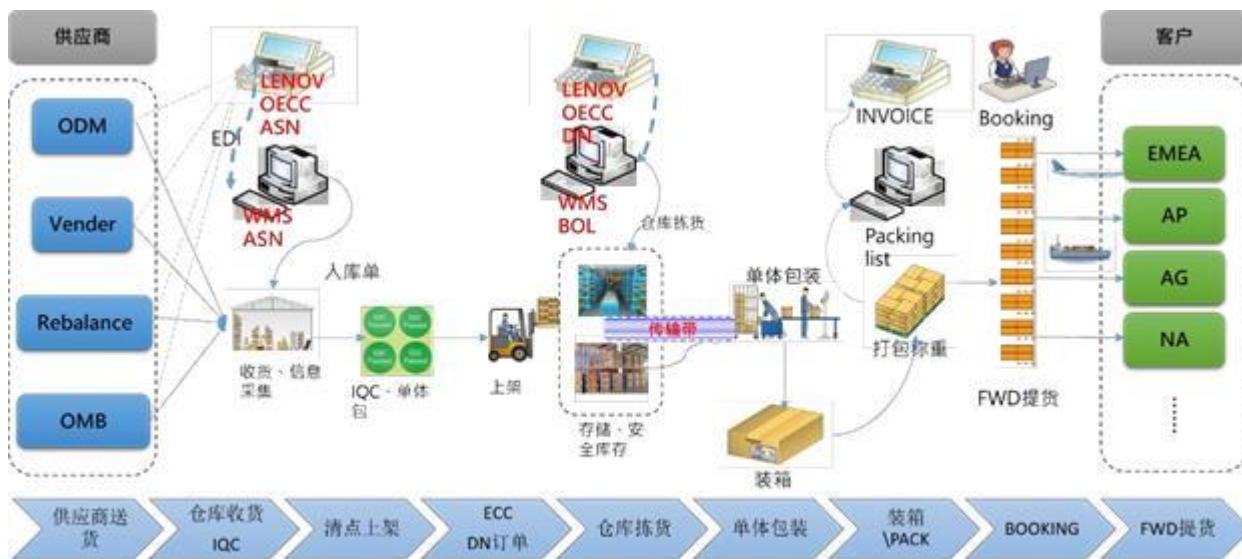 供应商
客户
ODM
Vender
Rebalance
OMB
LENOV
OECC
ASN
EDI
WMS
ASN
入库单
收货、信息
采集
IQC、单体
包
上架
LENOV
OECC
DN
WMS
BOL
仓库拣货
传输带
存储、安
全库存
单体包装
装箱
INVOICE
Packing
list
打包称重
Booking
FWD提货
EMEA
AP
AG
NA
......
供应商送
货
仓库收货
IQC
清点上架
ECC
DN订单
仓库拣货
单体包装
装箱
\PACK
BOOKING
FWD提货